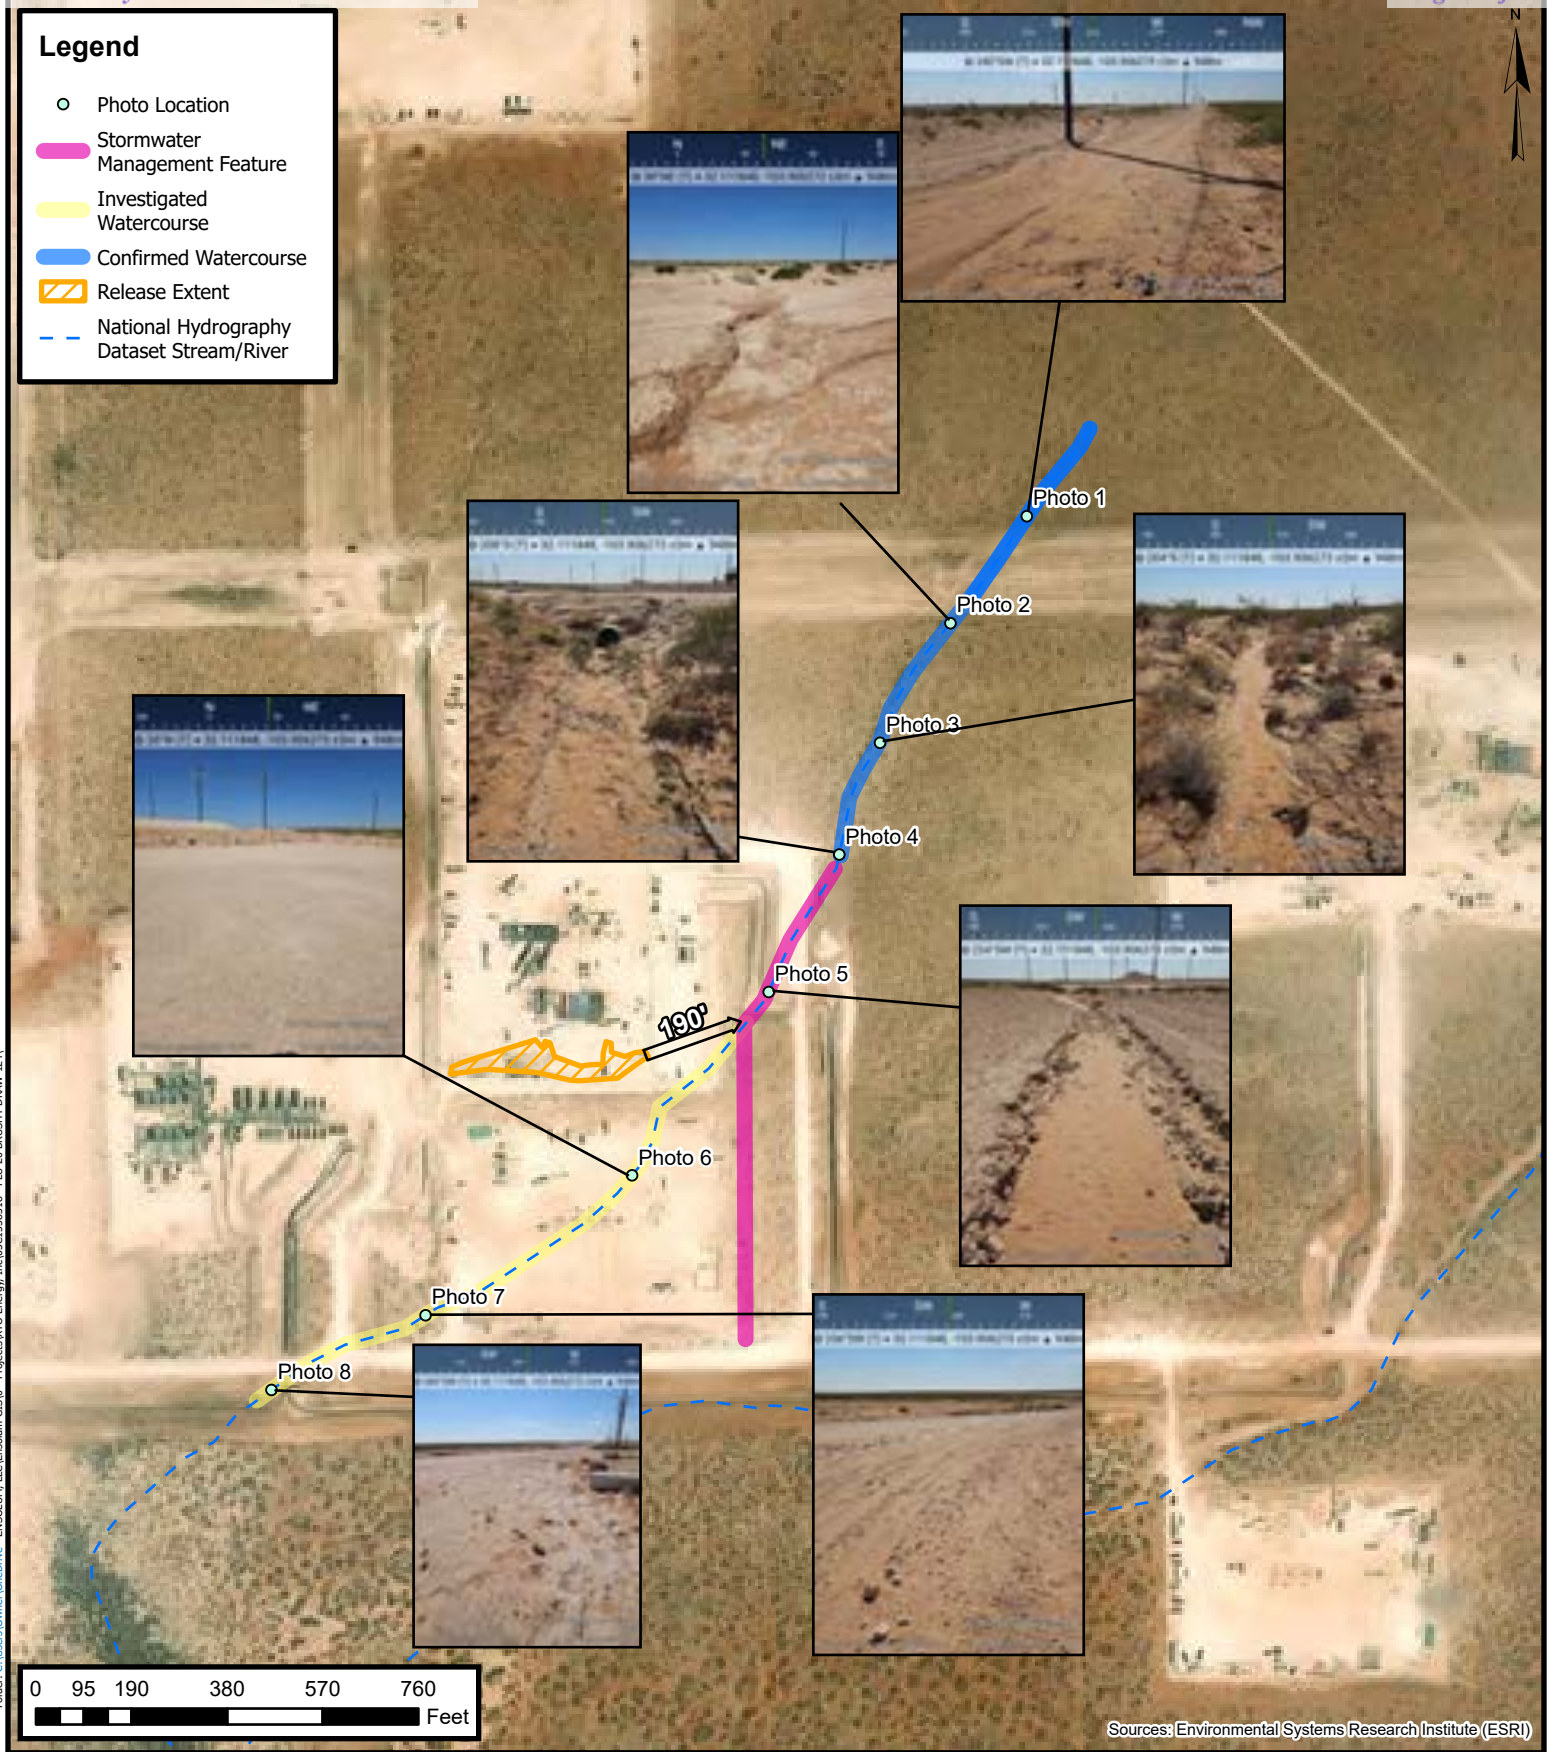 Legend
Photo Location
Stormwater
Management Feature
Investigated
Watercourse
Confirmed Watercourse
Release Extent
National Hydrography
Dataset Stream/River
N
Photo 1
Photo 2
Photo 3
Photo 4
Photo 5
190'
Photo 6
Photo 7
Photo 8
0 95 190 380 570 760
Feet
Sources: Environmental Systems Research Institute (ESRI)